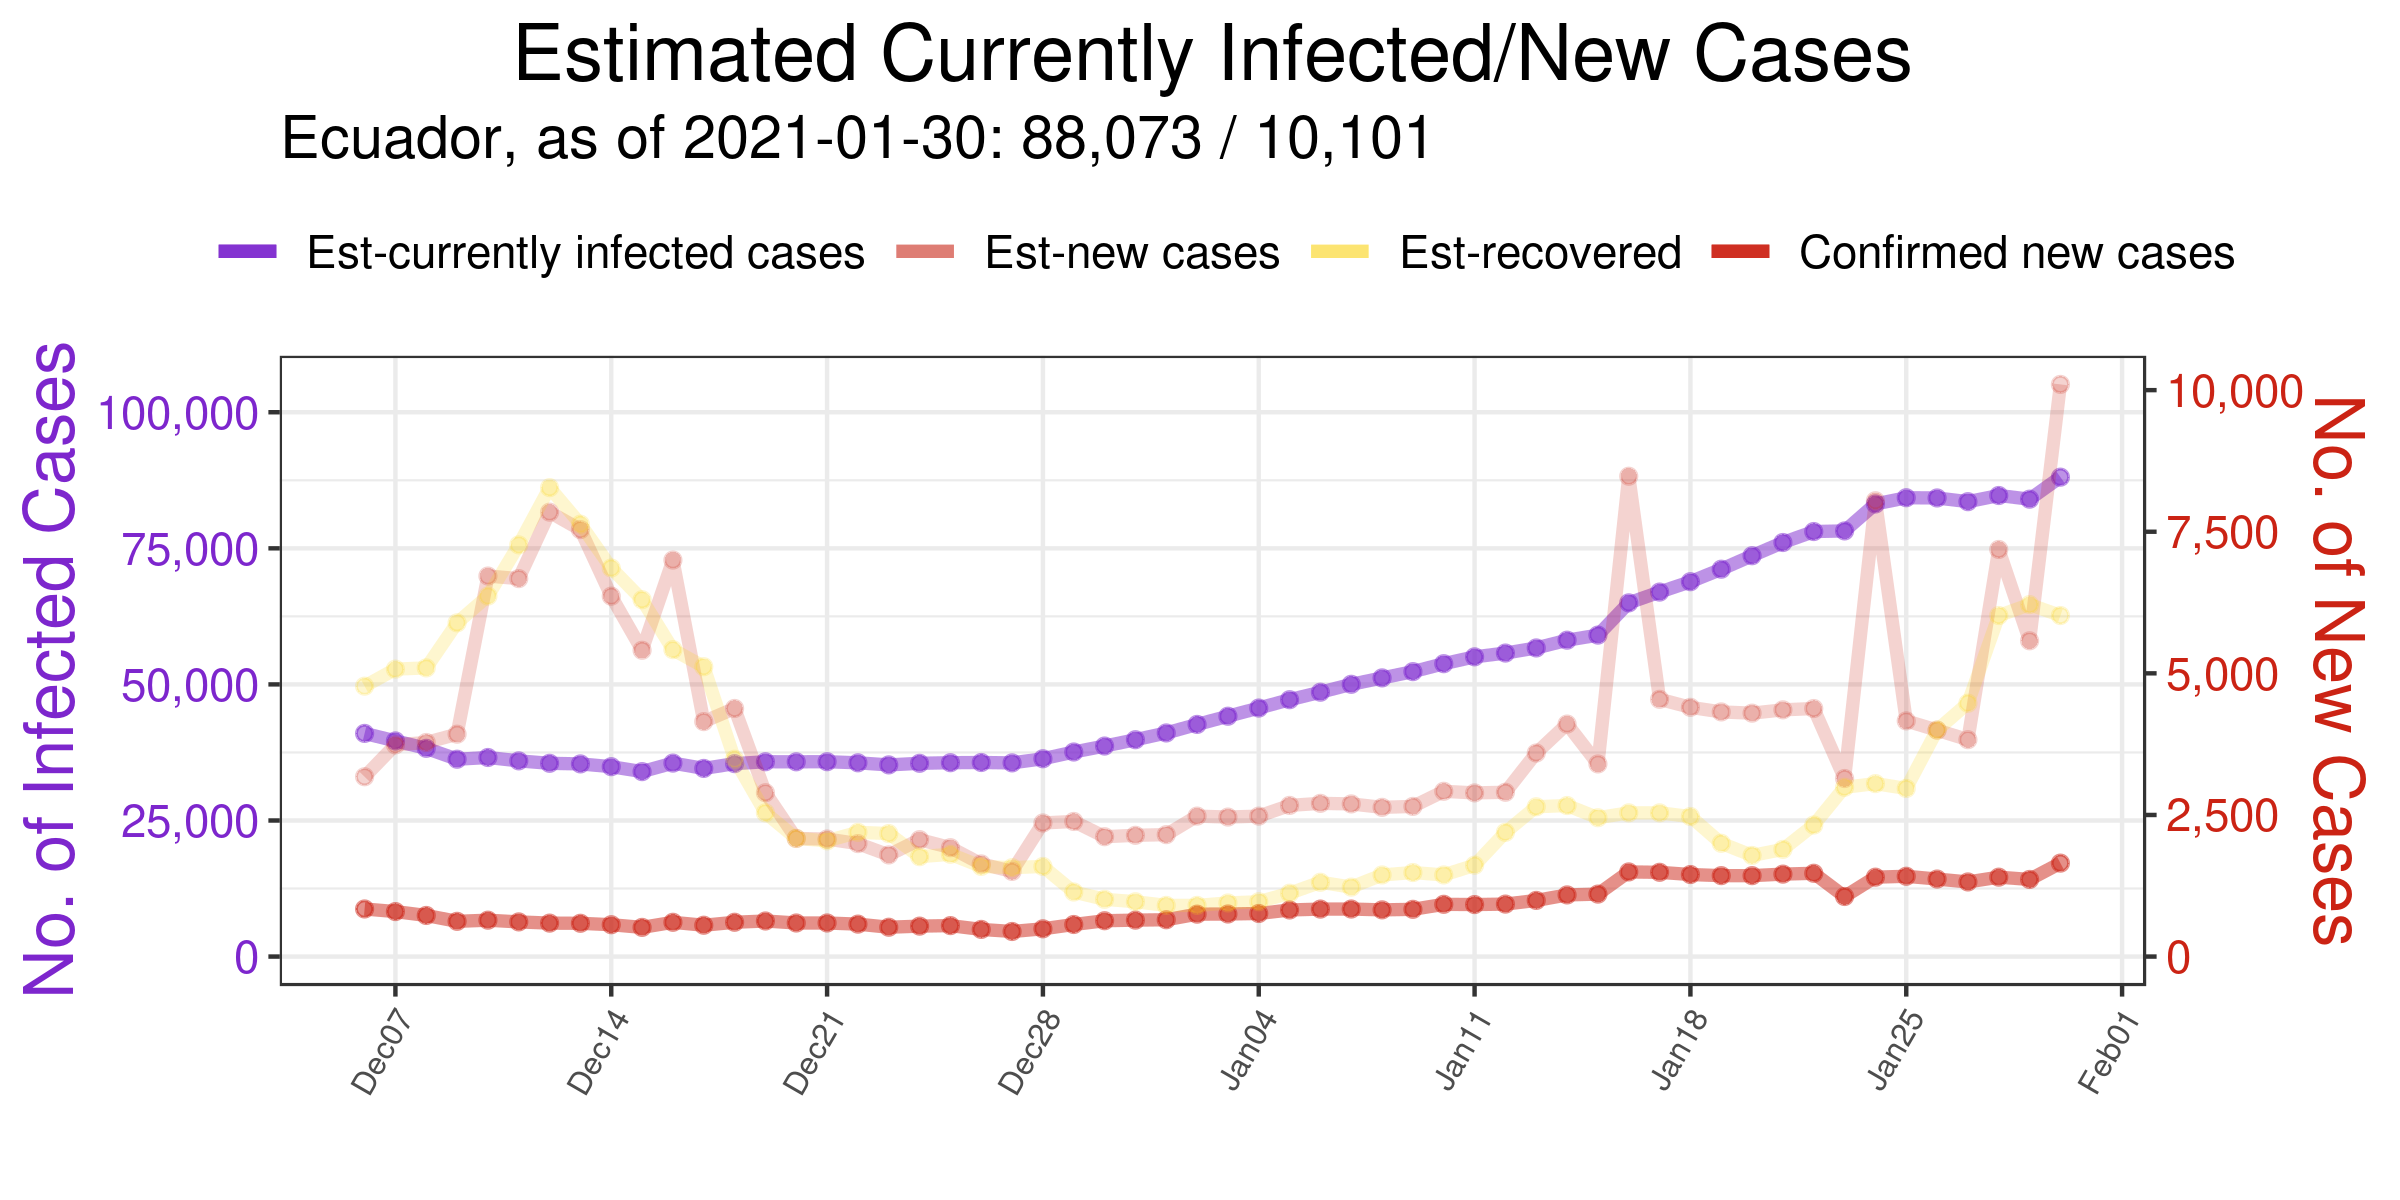 Estimated Currently Infected/New Cases
Ecuador, as of 2021-01-30: 88,073 / 10,101
Est-currently infected cases
Est-new cases
Est-recovered
Confirmed new cases
No. of Infected Cases
100,000
75,000
50,000
25,000
0
10,000
7,500
5,000
2,500
0
No. of New Cases
Dec07
Dec14
Dec21
Dec28
Jan04
Jan11
Jan18
Jan25
Feb01